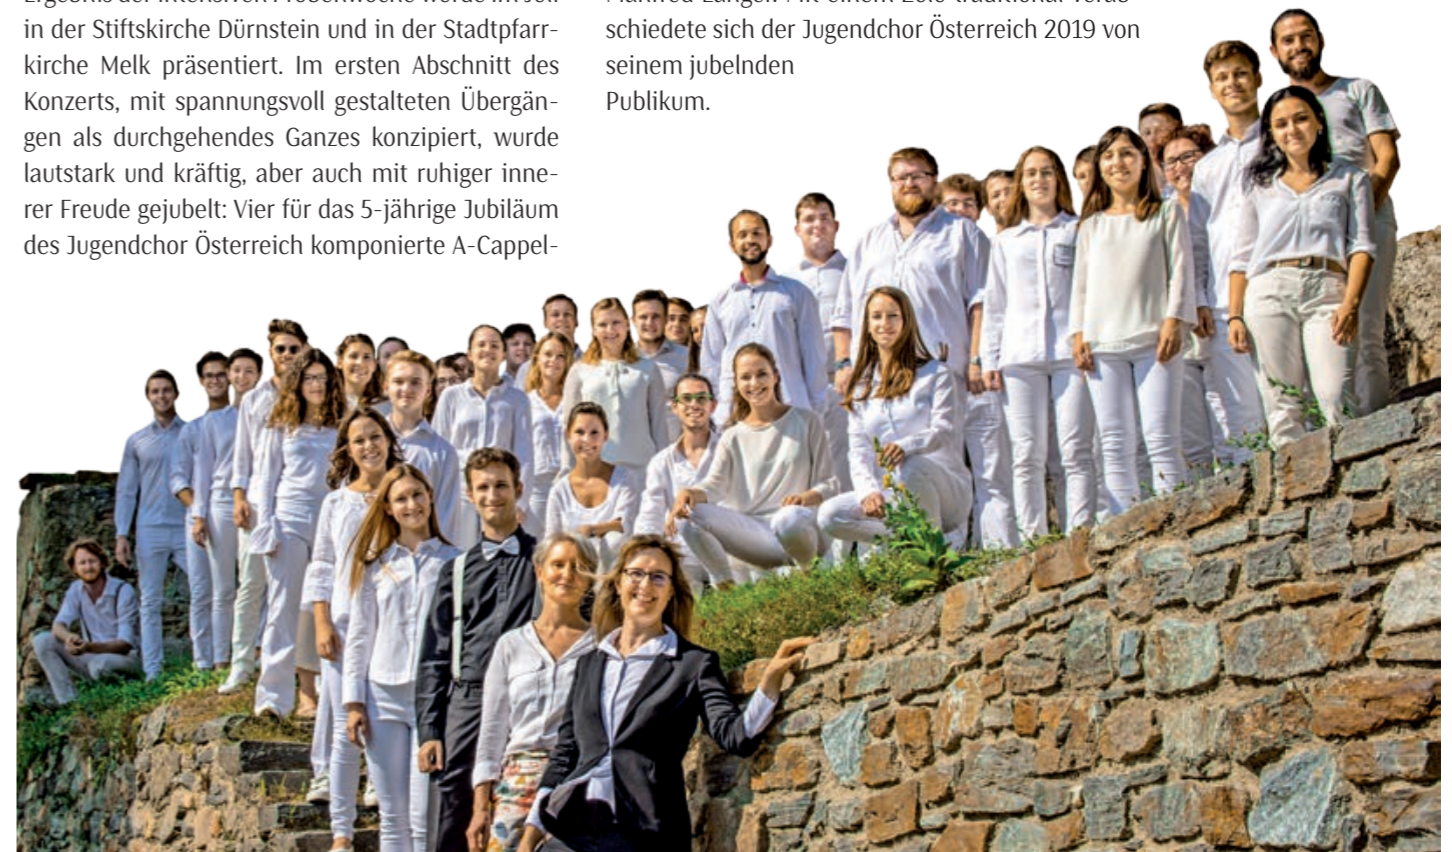 in der Stiftskirche Dürnstein und in der Stadtpfarr-
kirche Melk präsentiert. Im ersten Abschnitt des
Konzerts, mit spannungsvoll gestalteten Übergän-
gen als durchgehendes Ganzes konzipiert, wurde
lautstark und kräftig, aber auch mit ruhiger inne-
rer Freude gejubelt: Vier für das 5-jährige Jubiläum
des Jugendchor Österreich komponierte A-Cappel-
schiedete sich der Jugendchor Österreich 2019 von
seinem jubelnden
Publikum.